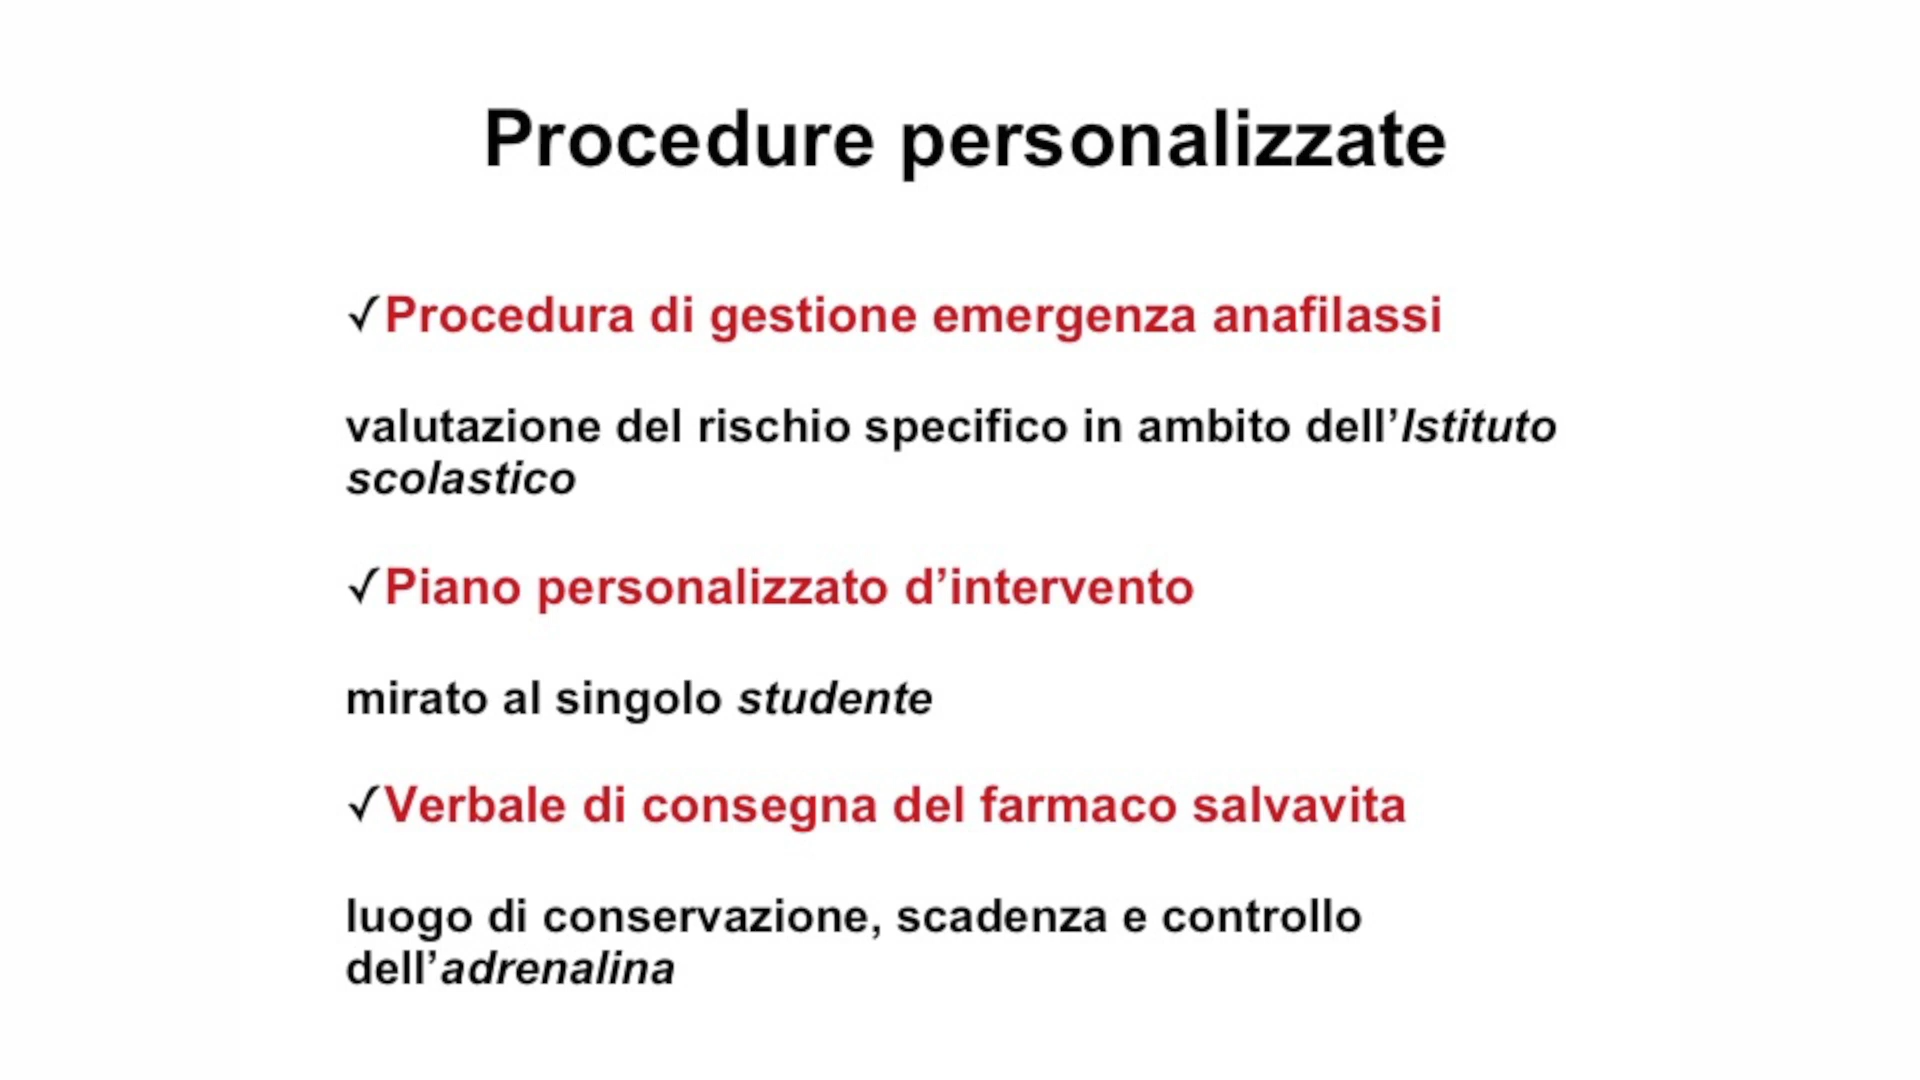 Procedure personalizzate
✓Procedura di gestione emergenza anafilassi
valutazione del rischio specifico in ambito dell’Istituto
scolastico
✓Piano personalizzato d’intervento
mirato al singolo studente
✓Verbale di consegna del farmaco salvavita
luogo di conservazione, scadenza e controllo
dell’adrenalina